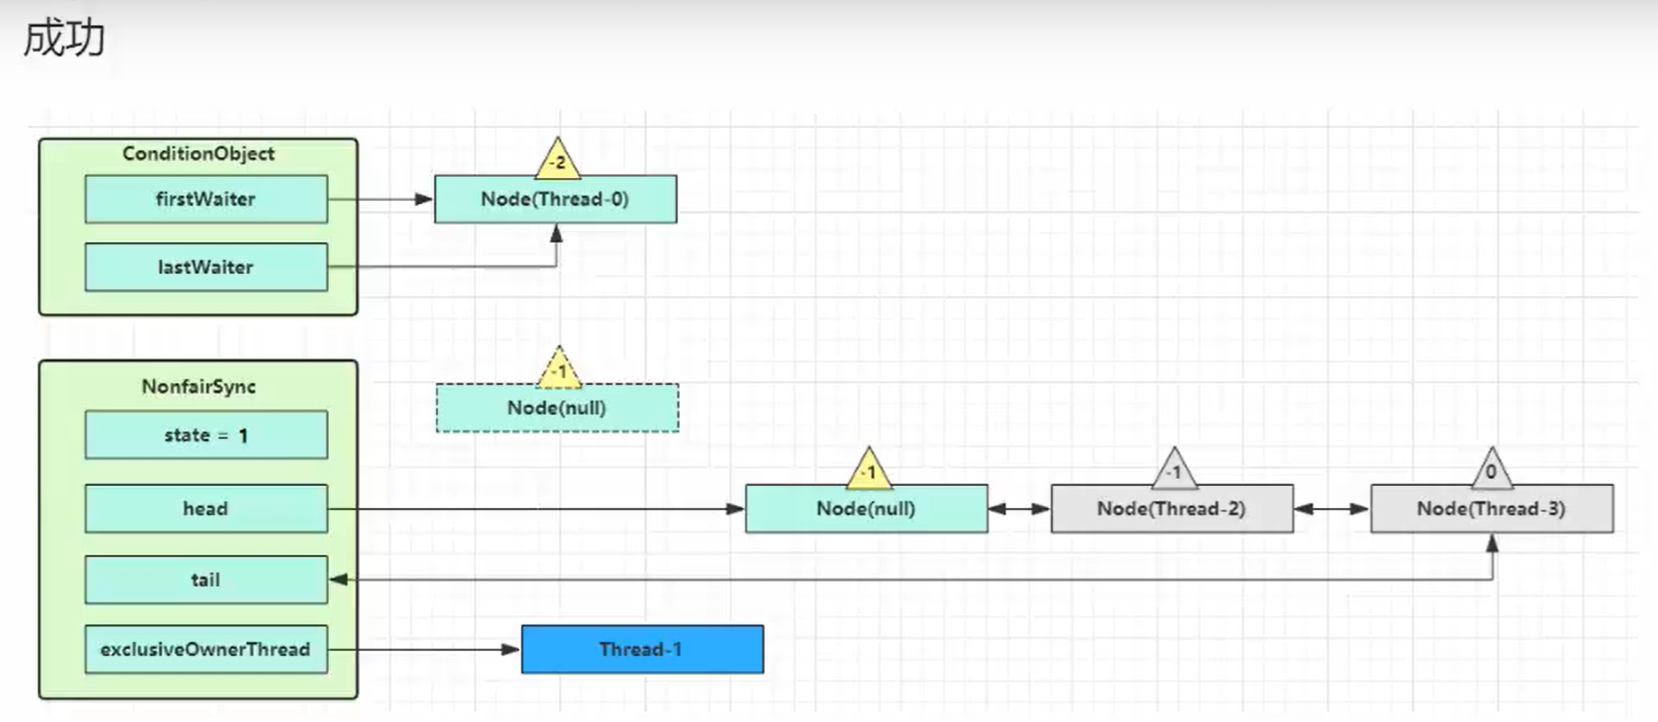 成功
ConditionObject
firstWaiter
lastWaiter
-2
Node(Thread-0)
NonfairSync
state = 1
head
tail
exclusiveOwnerThread
-1
Node(null)
-1
Node(null)
-1
Node(Thread-2)
0
Node(Thread-3)
Thread-1